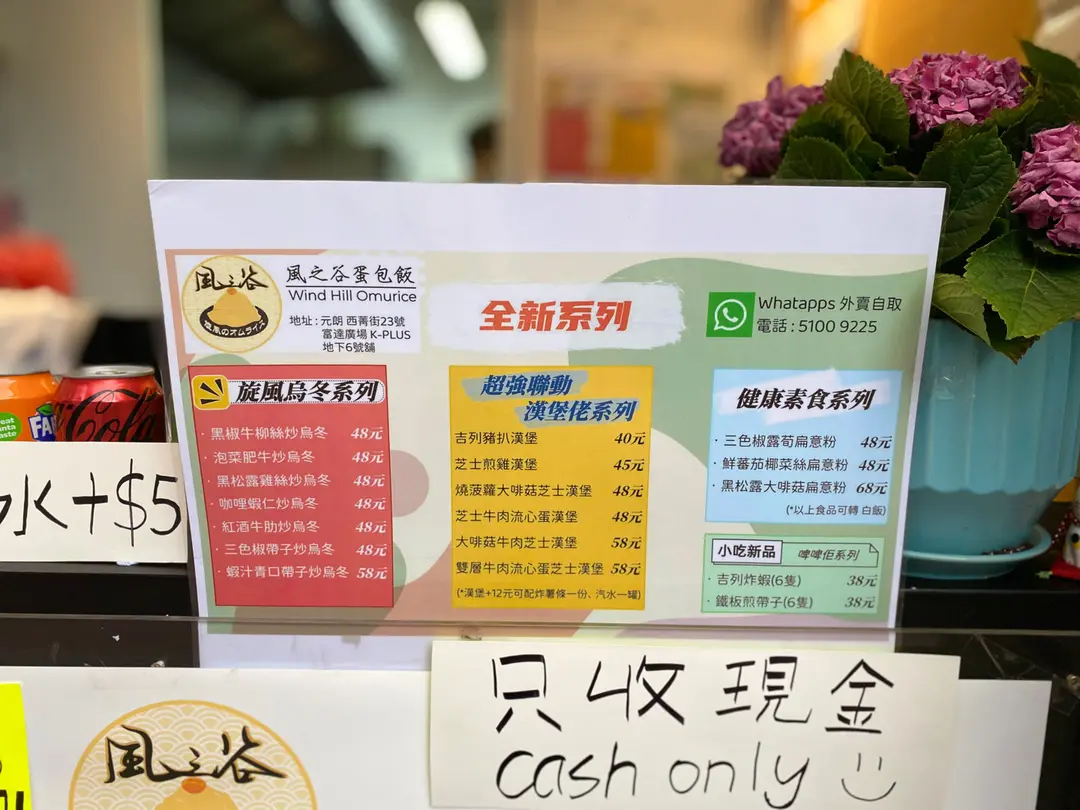 風之谷
旋風のオムライス
風之谷蛋包飯
Wind Hill Omurice
地址 : 元朗 西菁街23號
富達廣場 K-PLUS
地下6號舖
全新系列
Whatapps 外賣自取
電話 : 5100 9225
旋風烏冬系列
· 黑椒牛柳絲炒烏冬 48元
· 泡菜肥牛炒烏冬 48元
· 黑松露雞絲炒烏冬 48元
· 咖哩蝦仁炒烏冬 48元
· 紅酒牛肋炒烏冬 48元
· 三色椒帶子炒烏冬 48元
· 蝦汁青口帶子炒烏冬 58元
超強聯動
漢堡佬系列
吉列豬扒漢堡 40元
芝士煎雞漢堡 45元
燒菠蘿大啡菇芝士漢堡 48元
芝士牛肉流心蛋漢堡 48元
大啡菇牛肉芝士漢堡 58元
雙層牛肉流心蛋芝士漢堡 58元
(*漢堡+12元可配炸薯條一份、汽水一罐)
健康素食系列
· 三色椒露荀扁意粉 48元
· 鮮蕃茄椰菜絲扁意粉 48元
· 黑松露大啡菇扁意粉 68元
(*以上食品可轉 白飯)
小吃新品 啤啤佢系列
· 吉列炸蝦(6隻) 38元
· 鐵板煎帶子(6隻) 38元
FA
Coca-Cola
水+$5
只收現金
cash only
風之谷